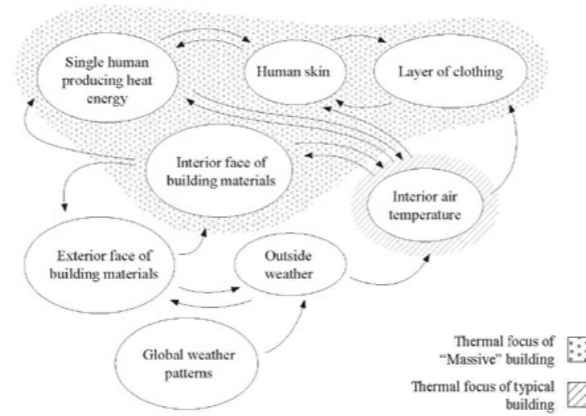 Single human
producing heat
energy
Human skin
Layer of clothing
Interior face of
building materials
Interior air
temperature
Exterior face of
building materials
Outside
weather
Global weather
patterns
Thermal focus of
“Massive” building
Thermal focus of typical
building